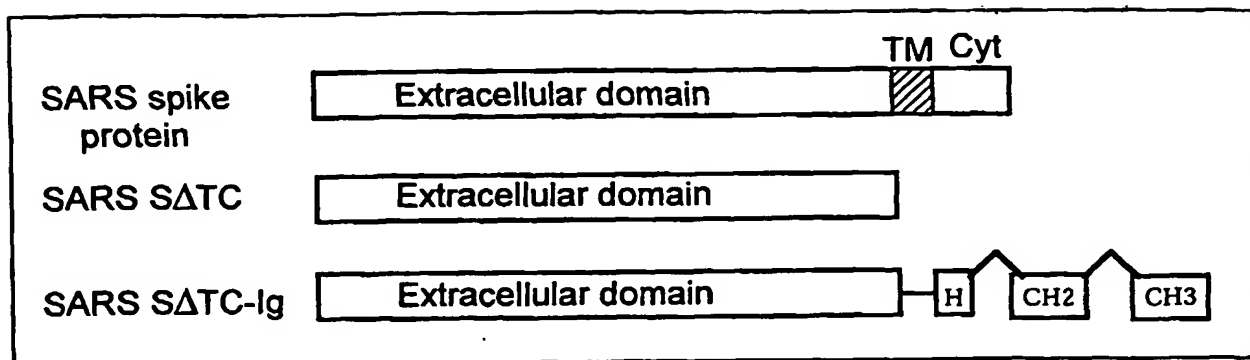 TM Cyt
SARS spike
protein
Extracellular domain
SARS SΔTC
Extracellular domain
SARS SΔTC-Ig
Extracellular domain
H
CH2
CH3